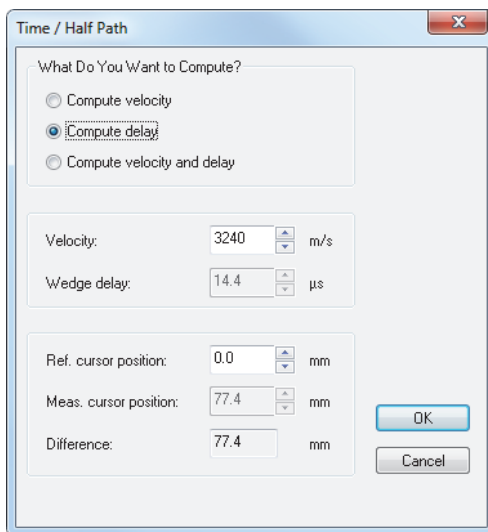 Time / Half Path
What Do You Want to Compute?
Compute velocity
Compute delay
Compute velocity and delay
Velocity: 3240 m/s
Wedge delay: 14.4 µs
Ref. cursor position: 0.0 mm
Meas. cursor position: 77.4 mm
OK
Difference: 77.4 mm
Cancel